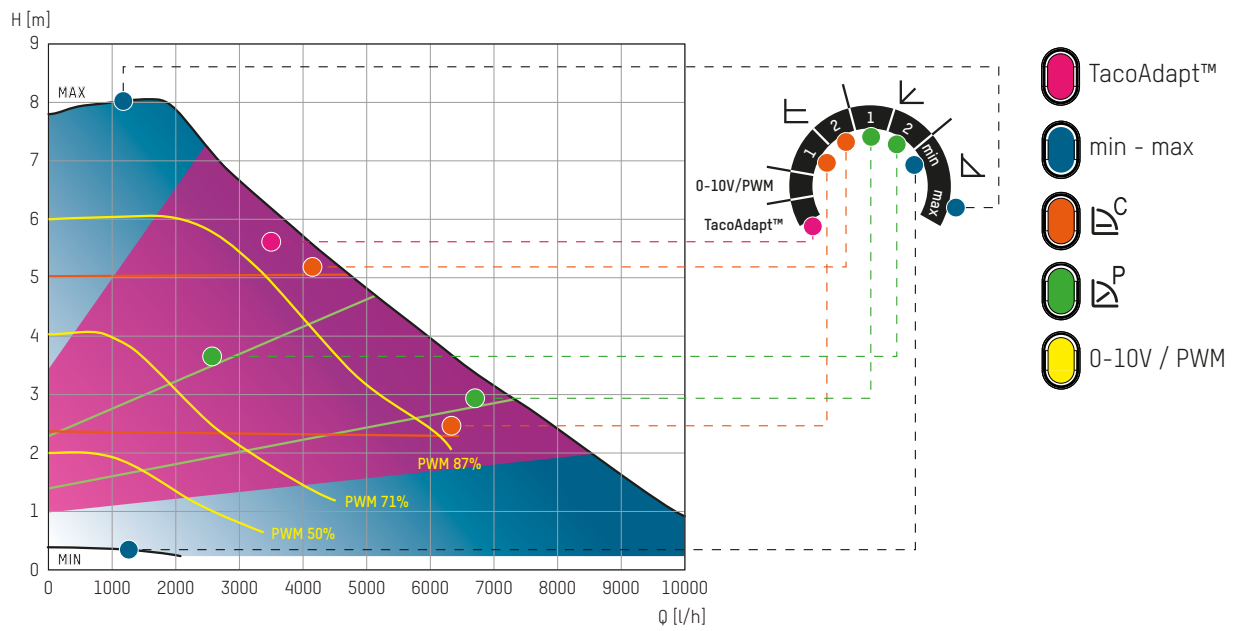 H [m]
9
8
7
6
5
4
3
2
1
0
MAX
MIN
PWM 87%
PWM 71%
PWM 50%
0
1000
2000
3000
4000
5000
6000
7000
8000
9000
10000
Q [l/h]
1
2
1
2
min
max
0-10V/PWM
TacoAdapt™
TacoAdapt™
min - max
C
P
0-10V / PWM